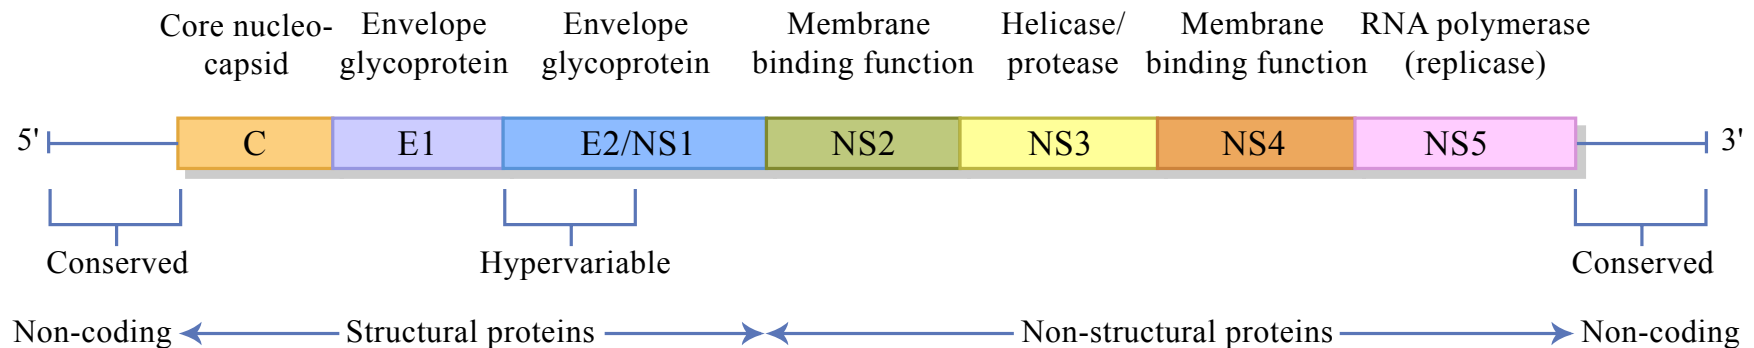 Core nucleo- Envelope Envelope Membrane Helicase/ Membrane RNA polymerase
capsid glycoprotein glycoprotein binding function protease binding function (replicase)
5' C E1 E2/NS1 NS2 NS3 NS4 NS5 3'
Conserved Hypervariable Conserved
Non-coding Structural proteins Non-structural proteins Non-coding